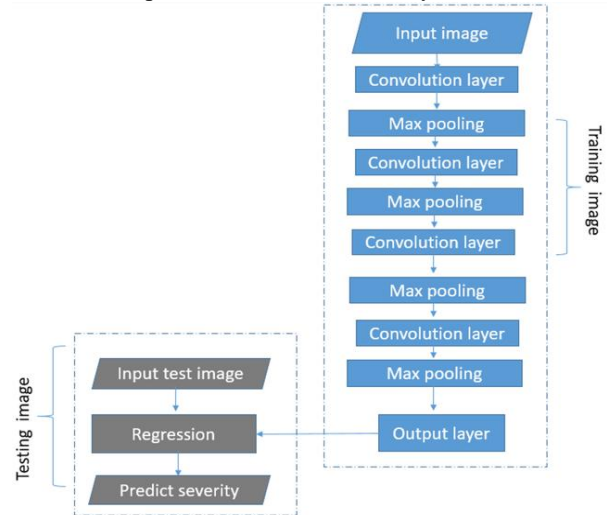 Input image
Convolution layer
Max pooling
Convolution layer
Max pooling
Convolution layer
Max pooling
Convolution layer
Max pooling
Output layer
Training image
Input test image
Regression
Predict severity
Testing image